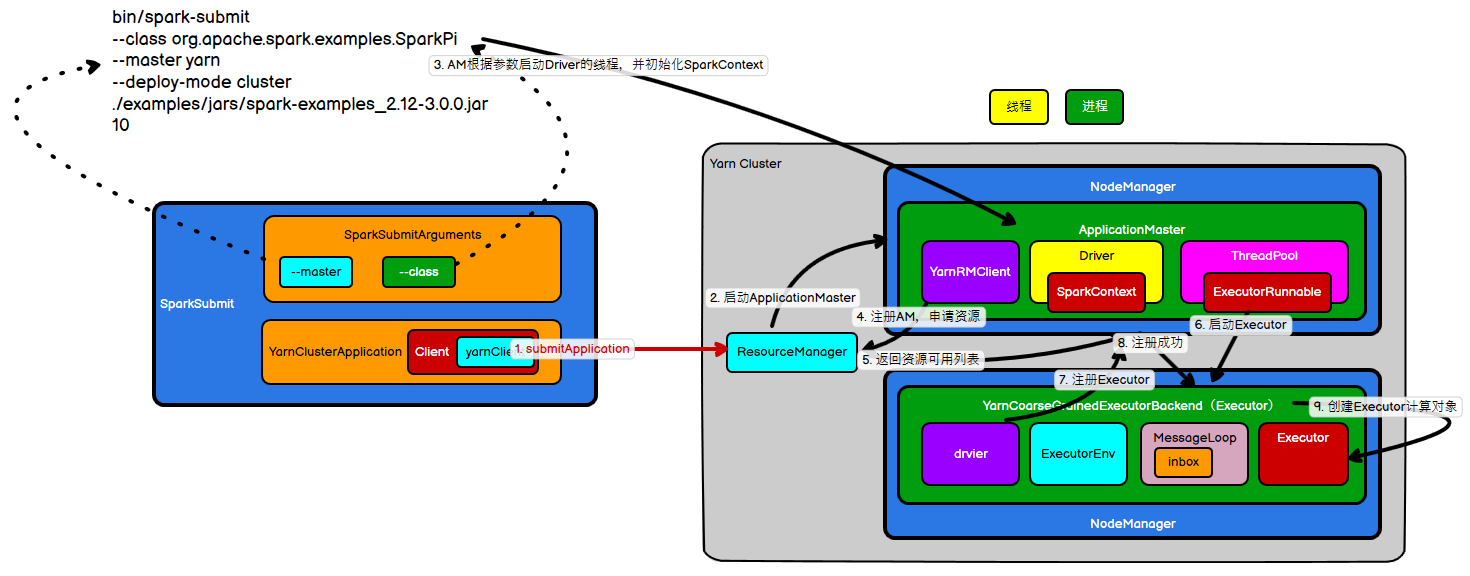 bin/spark-submit
--class org.apache.spark.examples.SparkPi
--master yarn
--deploy-mode cluster
./examples/jars/spark-examples_2.12-3.0.0.jar
10
3. AM根据参数启动Driver的线程，并初始化SparkContext
线程
进程
Yarn Cluster
NodeManager
ApplicationMaster
YarnRMClient
Driver
SparkContext
ThreadPool
ExecutorRunnable
SparkSubmit
SparkSubmitArguments
--master
--class
YarnClusterApplication
Client
yarnClie
1. submitApplication
2. 启动ApplicationMaster
ResourceManager
4. 注册AM，申请资源
5. 返回资源可用列表
6. 启动Executor
8. 注册成功
7. 注册Executor
YarnCoarseGrainedExecutorBackend（Executor）
9. 创建Executor计算对象
drvier
ExecutorEnv
MessageLoop
inbox
Executor
NodeManager